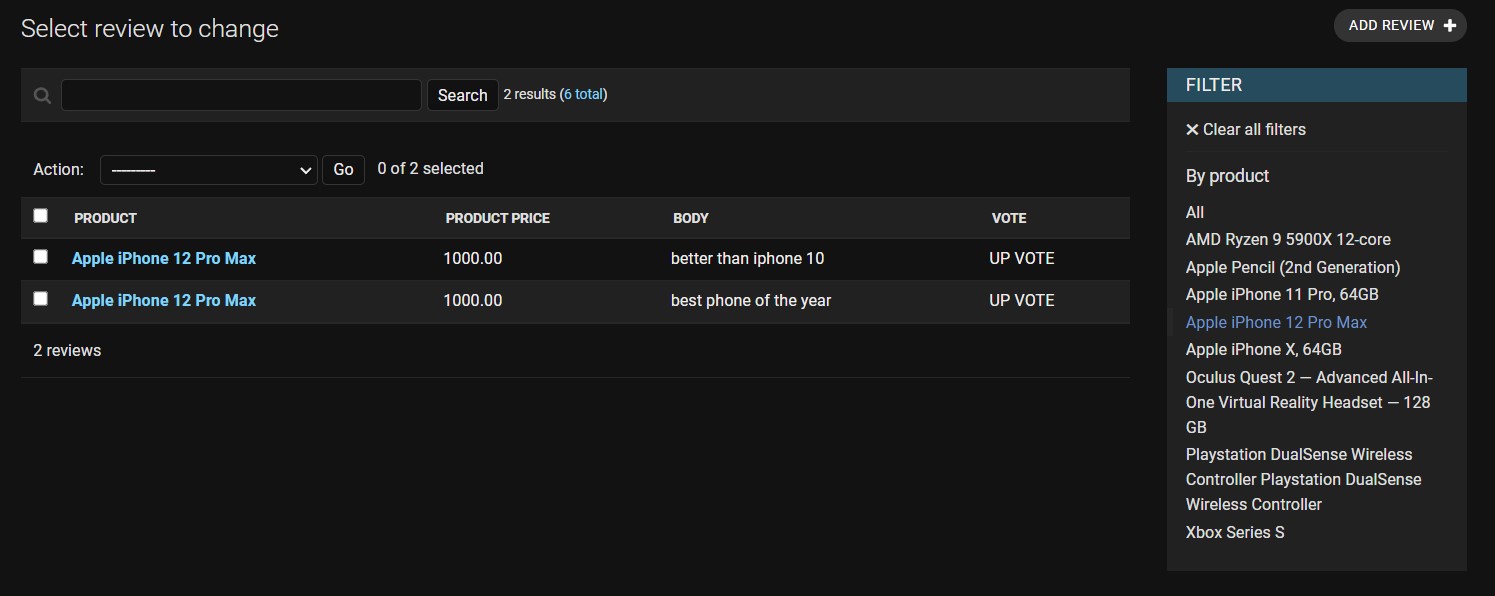 Select review to change
ADD REVIEW
Search
2 results (6 total)
Action:
---------
Go
0 of 2 selected
PRODUCT PRODUCT PRICE BODY VOTE
Apple iPhone 12 Pro Max 1000.00 better than iphone 10 UP VOTE
Apple iPhone 12 Pro Max 1000.00 best phone of the year UP VOTE
2 reviews
FILTER
Clear all filters
By product
All
AMD Ryzen 9 5900X 12-core
Apple Pencil (2nd Generation)
Apple iPhone 11 Pro, 64GB
Apple iPhone 12 Pro Max
Apple iPhone X, 64GB
Oculus Quest 2 — Advanced All-In-
One Virtual Reality Headset — 128
GB
Playstation DualSense Wireless
Controller Playstation DualSense
Wireless Controller
Xbox Series S